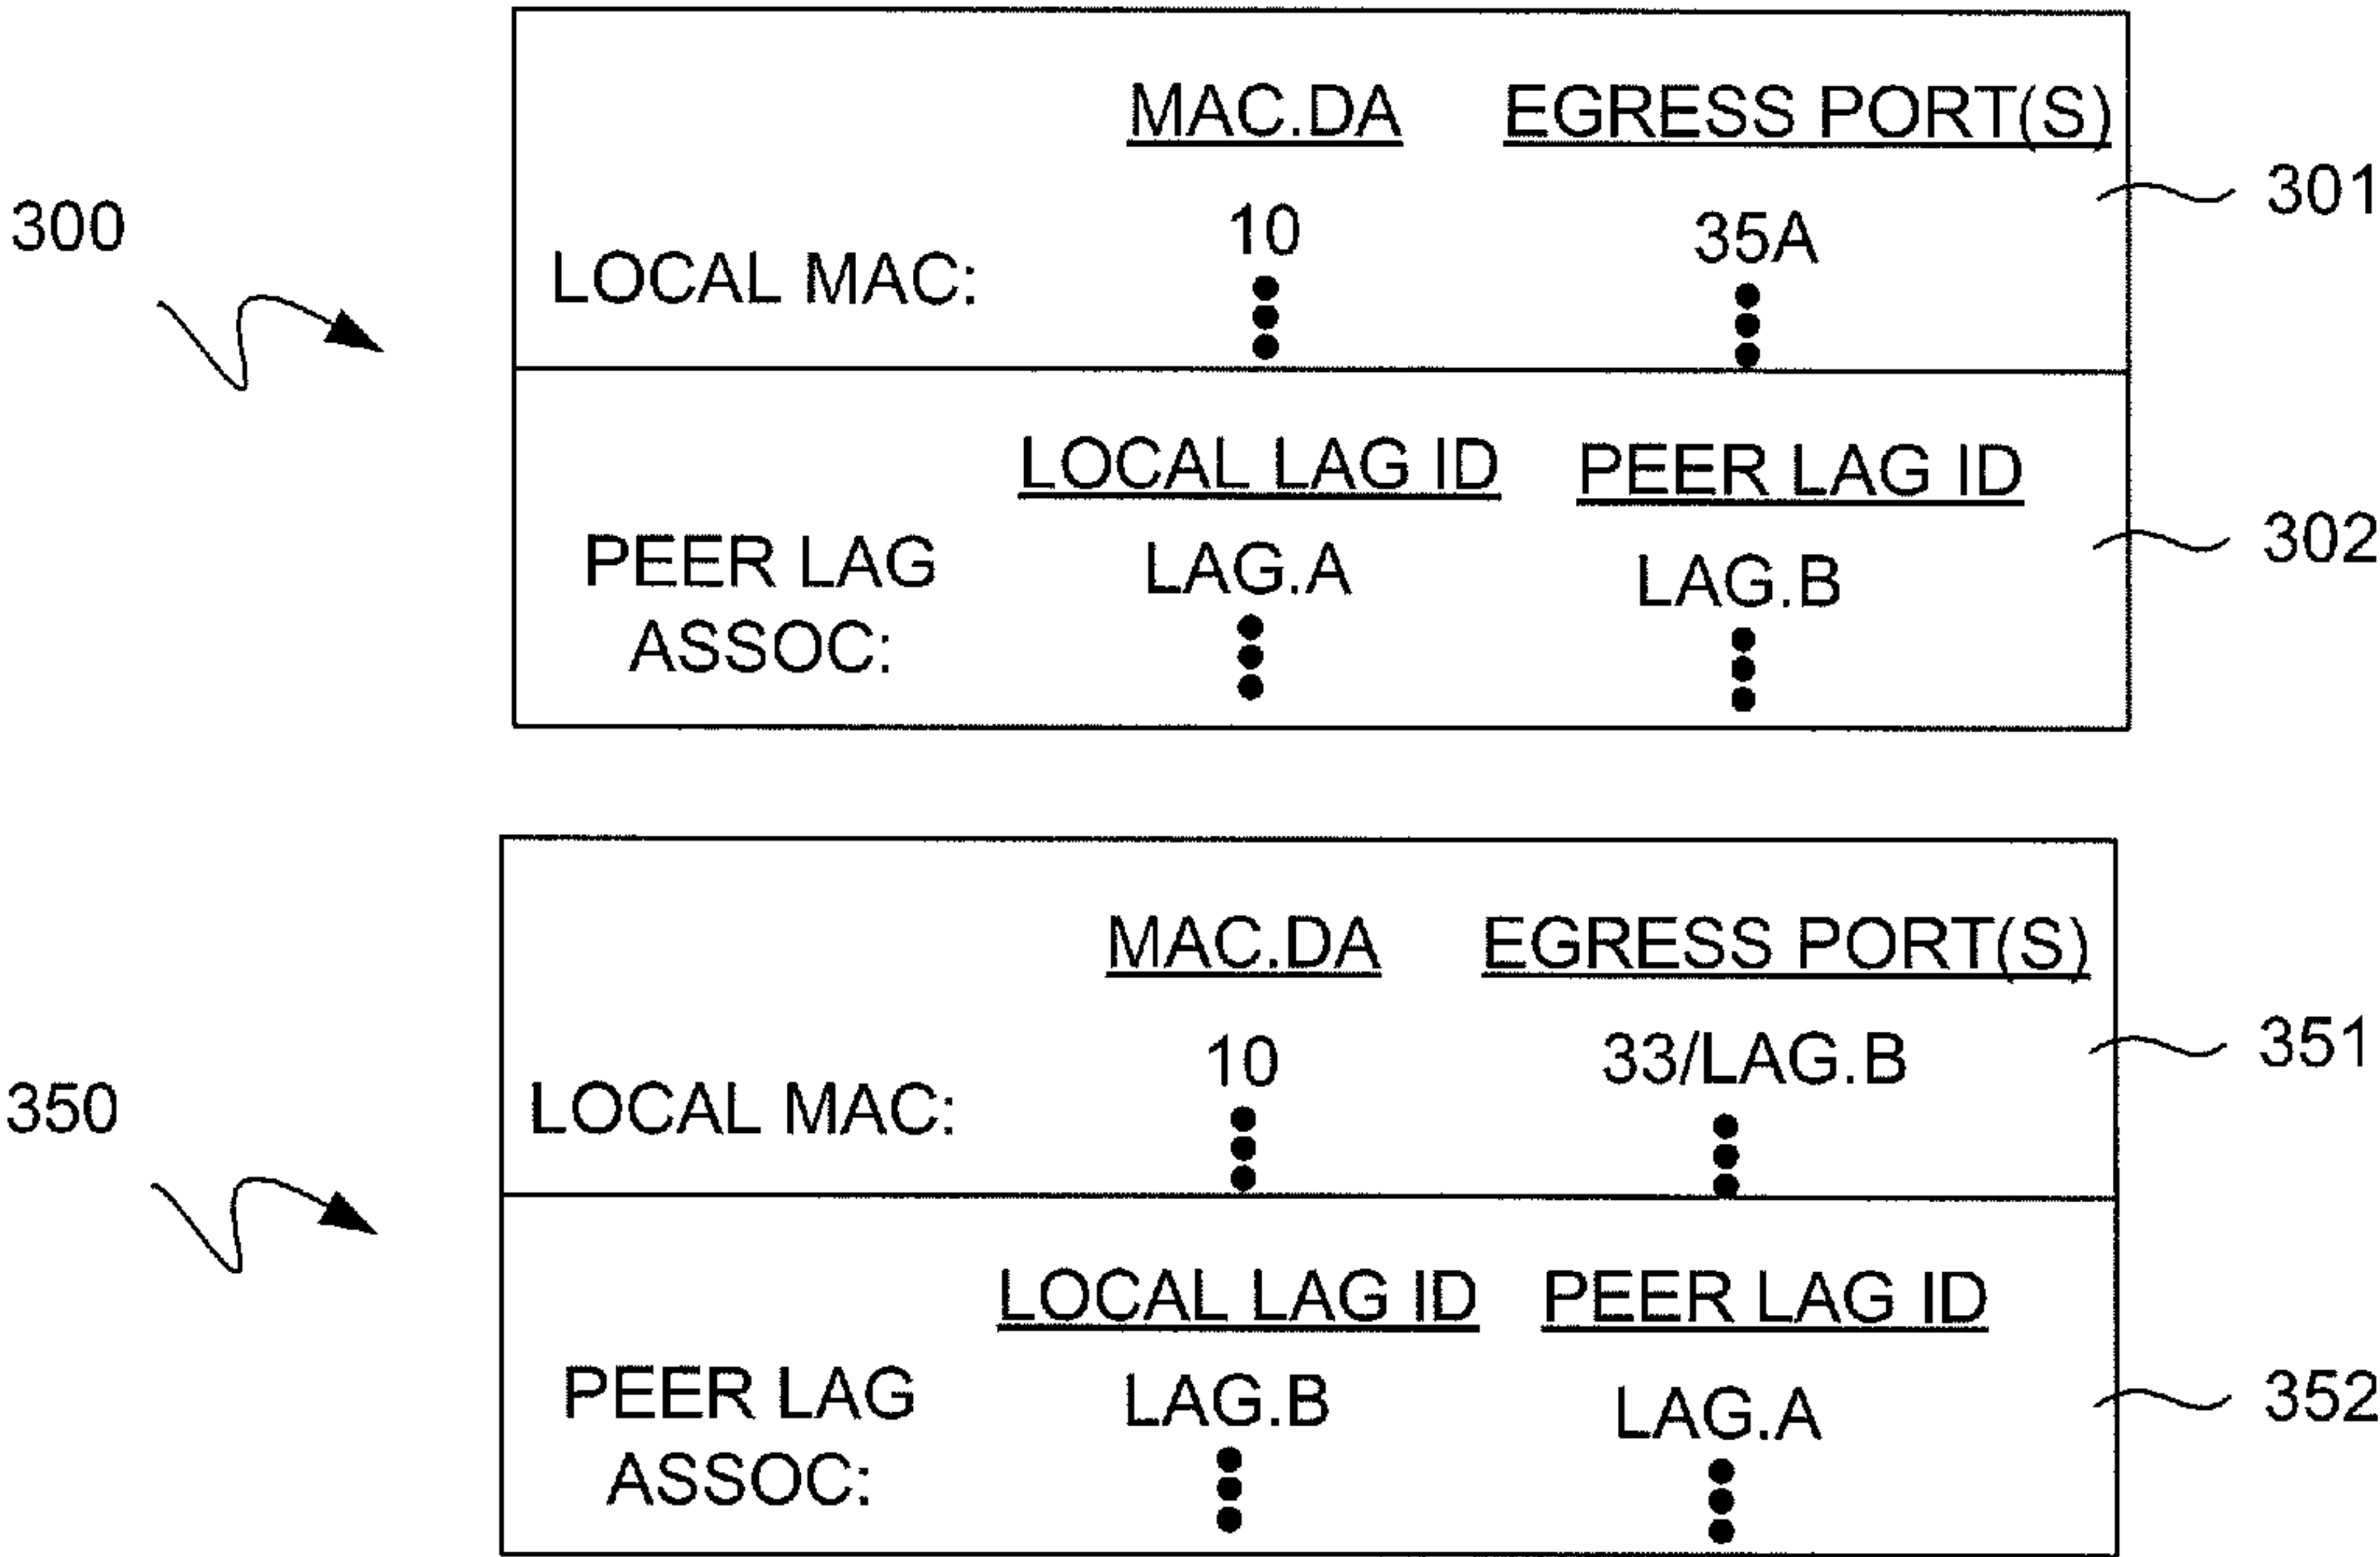 MAC.DA EGRESS PORT(S)
301
300
10 35A
LOCAL MAC:
LOCAL LAG ID PEER LAG ID
302
PEER LAG LAG.A LAG.B
ASSOC:
MAC.DA EGRESS PORT(S)
10 33/LAG.B 351
350
LOCAL MAC:
LOCAL LAG ID PEER LAG ID
PEER LAG LAG.B LAG.A 352
ASSOC: